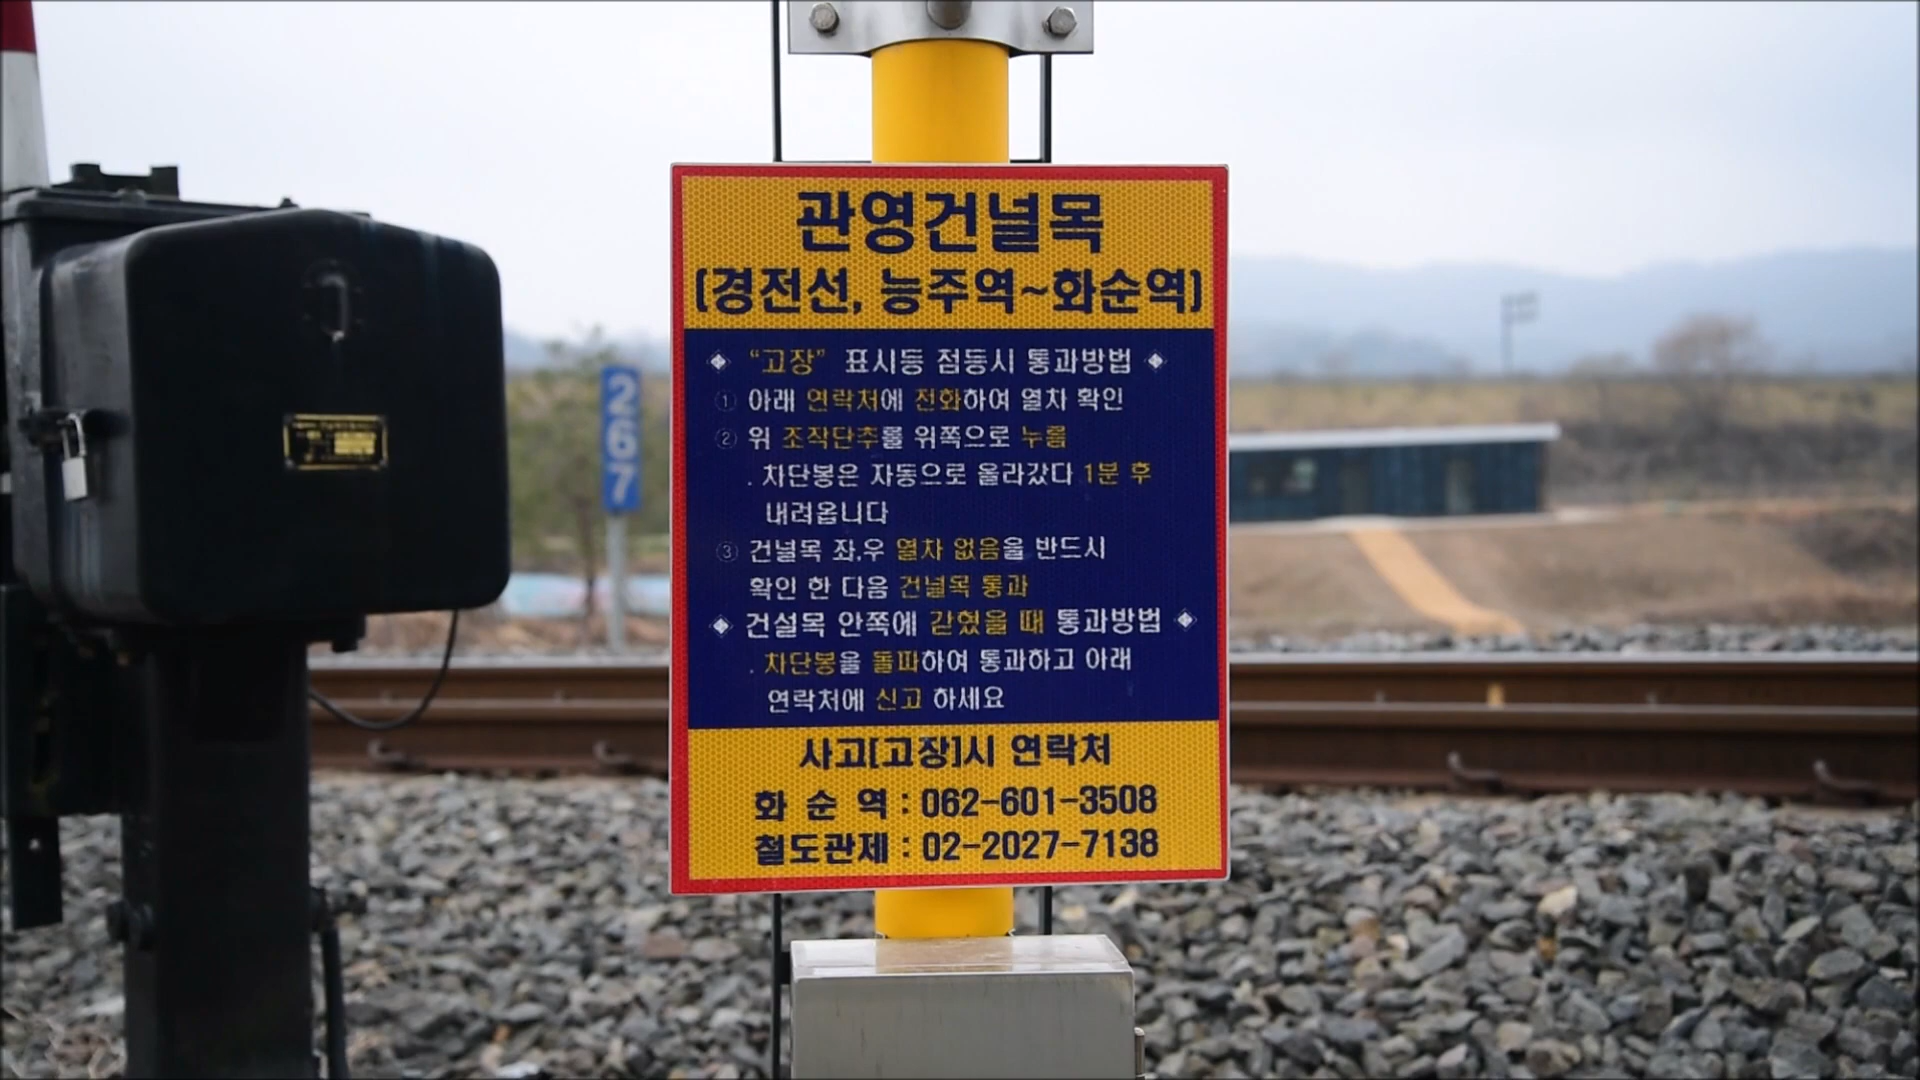 관영건널목
[경전선, 능주역~화순역]
◈ “고장” 표시등 점등시 통과방법 ◈
① 아래 연락처에 전화하여 열차 확인
② 위 조작단추를 위쪽으로 누름
. 차단봉은 자동으로 올라갔다 1분 후
내려옵니다
③ 건널목 좌,우 열차 없음을 반드시
확인 한 다음 건널목 통과
◈ 건설목 안쪽에 갇혔을 때 통과방법 ◈
. 차단봉을 돌파하여 통과하고 아래
연락처에 신고 하세요
사고[고장]시 연락처
화 순 역 : 062-601-3508
철도관제 : 02-2027-7138
267